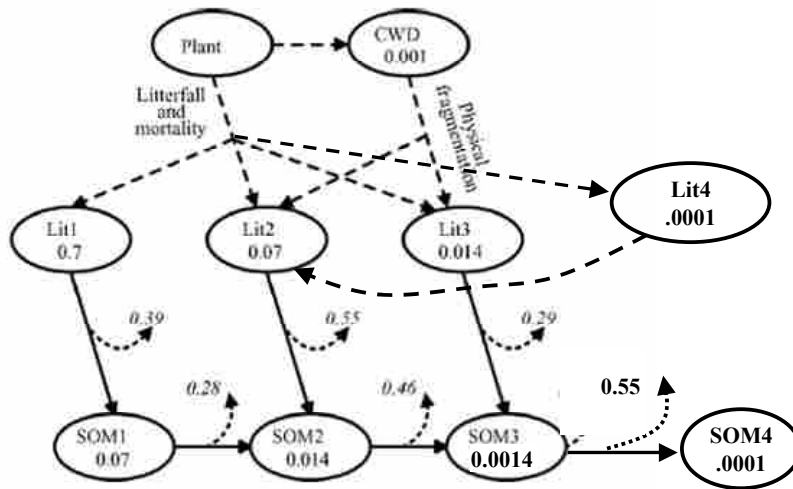 Plant
CWD
0.001
Litterfall
and
mortality
Physical
fragmentation
Lit4
.0001
Lit1
0.7
Lit2
0.07
Lit3
0.014
0.39
0.55
0.29
0.28
0.46
0.55
SOM1
0.07
SOM2
0.014
SOM3
0.0014
SOM4
.0001